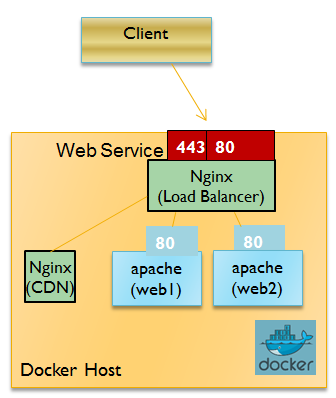 Client
Web Service 443 80
Nginx
(Load Balancer)
80 80
Nginx
(CDN)
apache
(web1)
apache
(web2)
docker
Docker Host